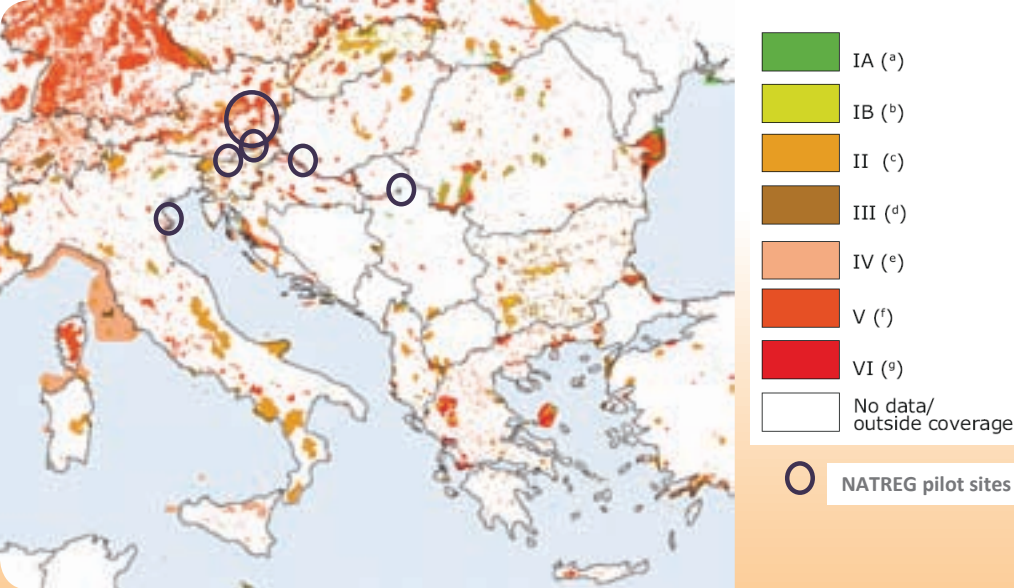 IA (a)
IB (b)
II (c)
III (d)
IV (e)
V (f)
VI (g)
No data/
outside coverage
NATREG pilot sites